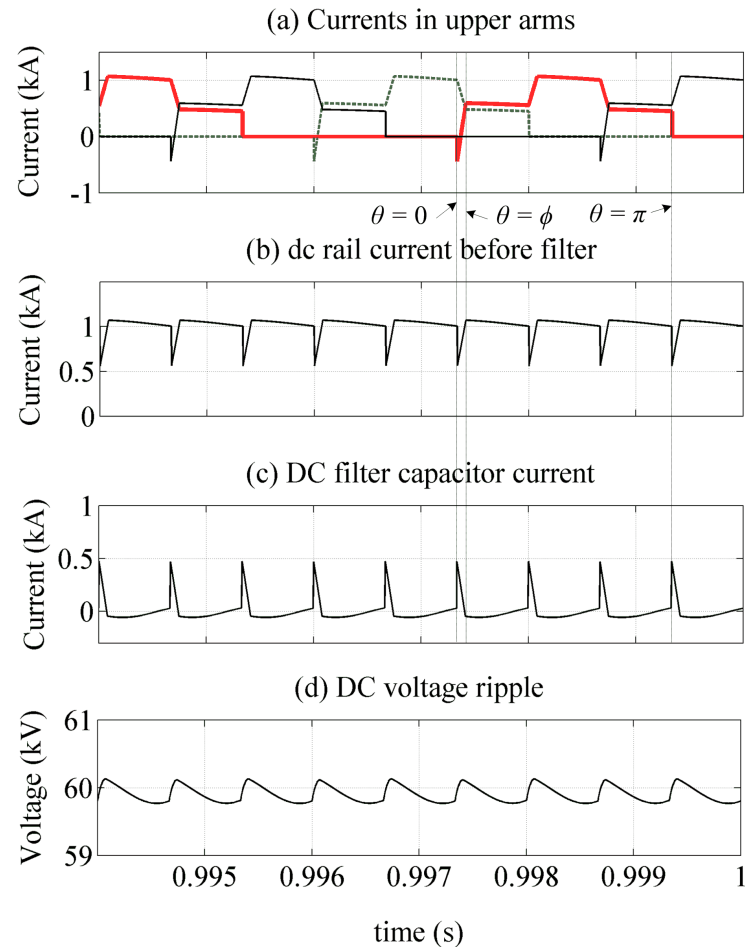 (a) Currents in upper arms
Current (kA)
1
0
-1
θ = 0
θ = ϕ
θ = π
(b) dc rail current before filter
Current (kA)
1
0.5
0
(c) DC filter capacitor current
Current (kA)
1
0.5
0
(d) DC voltage ripple
Voltage (kV)
61
60
59
0.995 0.996 0.997 0.998 0.999 1
time (s)